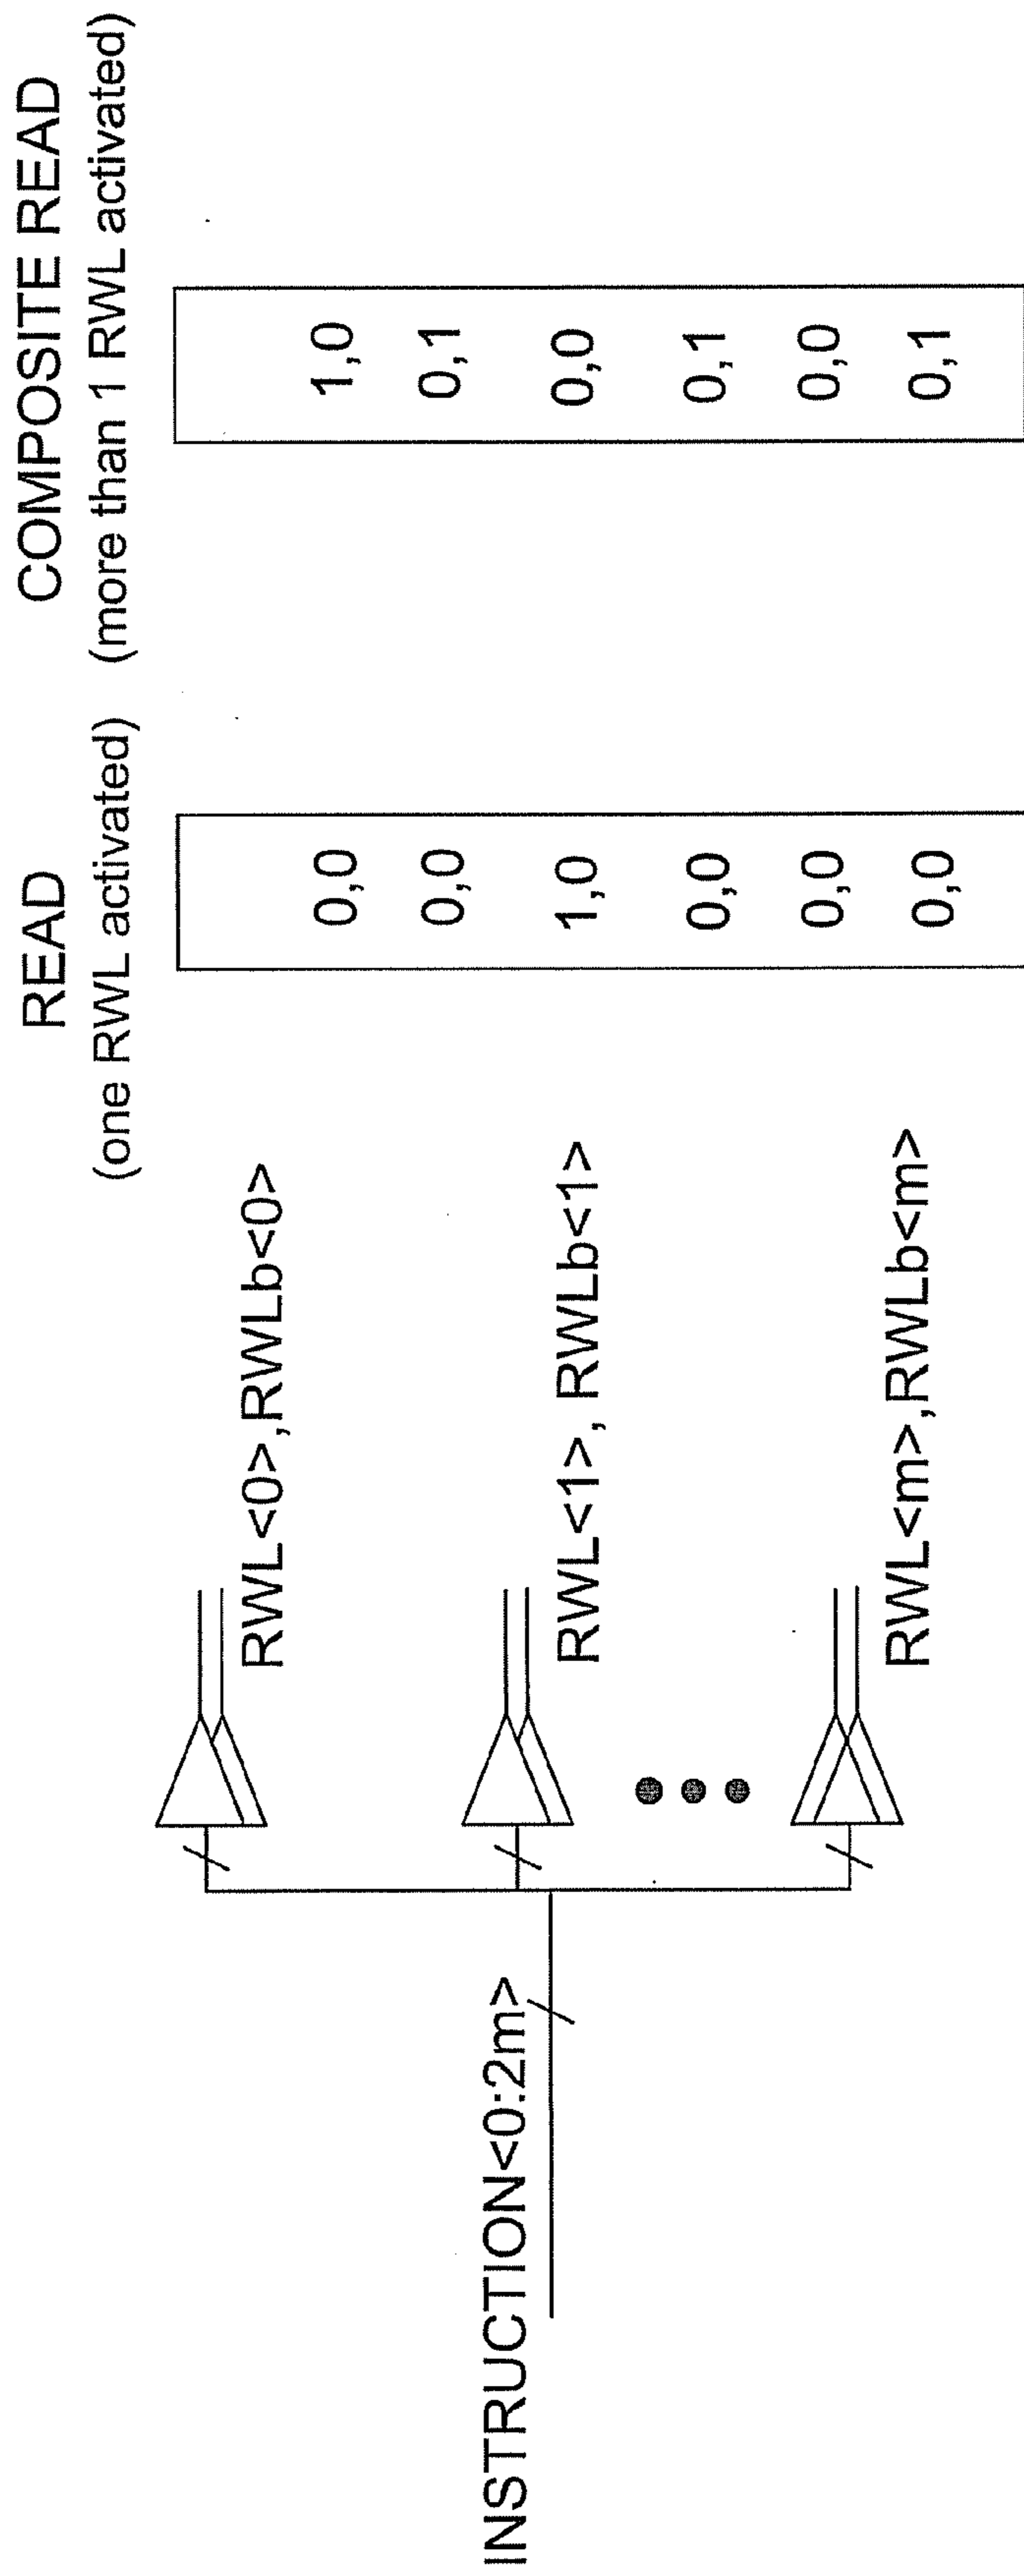 READ
(one RWL activated)
COMPOSITE READ
(more than 1 RWL activated)
RWL<0>,RWLb<0>
RWL<1>, RWLb<1>
RWL<m>,RWLb<m>
INSTRUCTION<0:2m>
0,0
0,0
1,0
0,0
0,0
0,0
1,0
0,1
0,0
0,1
0,0
0,1